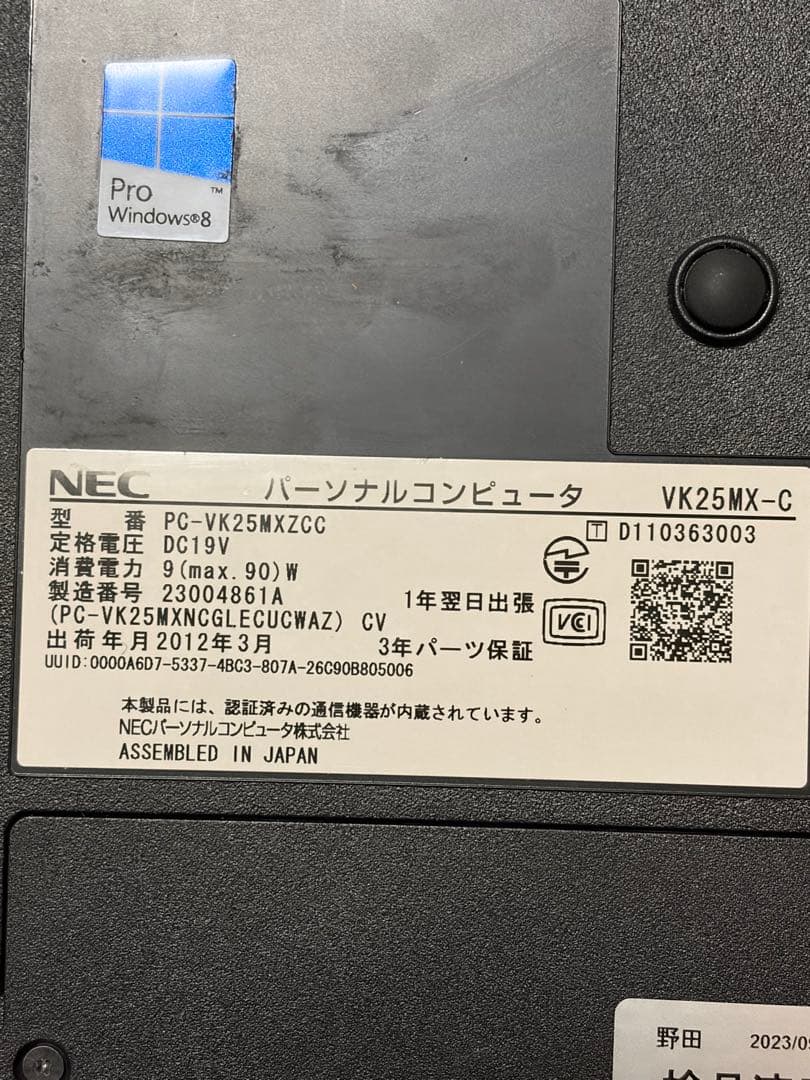 Pro
Windows®8
TM
NEC パーソナルコンピュータ VK25MX-C
型 番 PC-VK25MXZCC
T D110363003
定格電圧 DC19V
消費電力 9(max.90)W
製造番号 23004861A
1年翌日出張
(PC-VK25MXNCGLECUCWAZ) CV
VCI
出荷年月2012年3月
3年パーツ保証
UUID:0000A6D7-5337-4BC3-807A-26C90B805006
本製品には、認証済みの通信機器が内蔵されています。
NECパーソナルコンピュータ株式会社
ASSEMBLED IN JAPAN
野田 2023/09